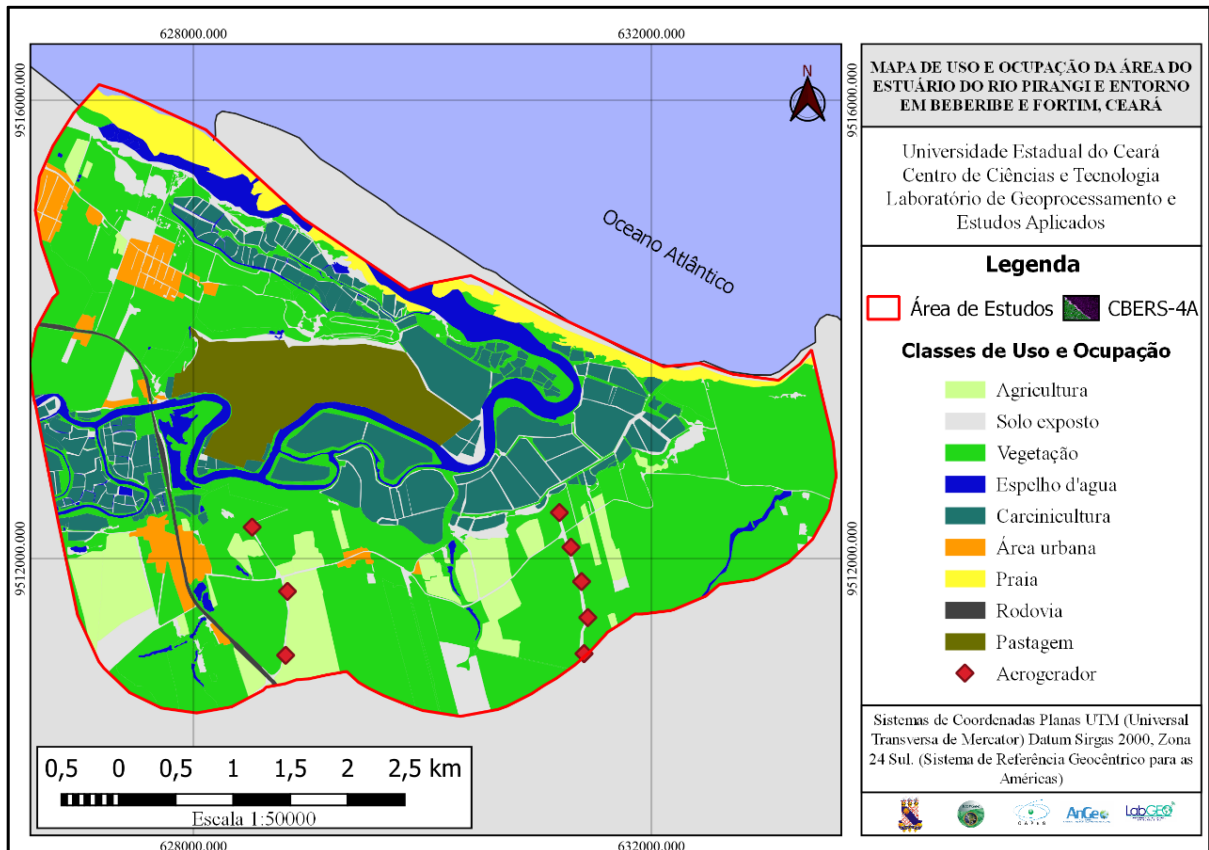 628000.000
632000.000
9516000.000
9516000.000
9512000.000
9512000.000
N
Oceano Atlântico
0,5 0 0,5 1 1,5 2 2,5 km
Escala 1:50000
628000.000
632000.000
MAPA DE USO E OCUPAÇÃO DA ÁREA DO
ESTUÁRIO DO RIO PIRANGI E ENTORNO
EM BEBERIBE E FORTIM, CEARÁ
Universidade Estadual do Ceará
Centro de Ciências e Tecnologia
Laboratório de Geoprocessamento e
Estudos Aplicados
Legenda
Área de Estudos CBERS-4A
Classes de Uso e Ocupação
Agricultura
Solo exposto
Vegetação
Espelho d'agua
Carcinicultura
Área urbana
Praia
Rodovia
Pastagem
Aerogerador
Sistemas de Coordenadas Planas UTM (Universal
Transversa de Mercator) Datum Sirgas 2000, Zona
24 Sul. (Sistema de Referência Geocêntrico para as
Américas)
CAPES AnGeo LabGEO